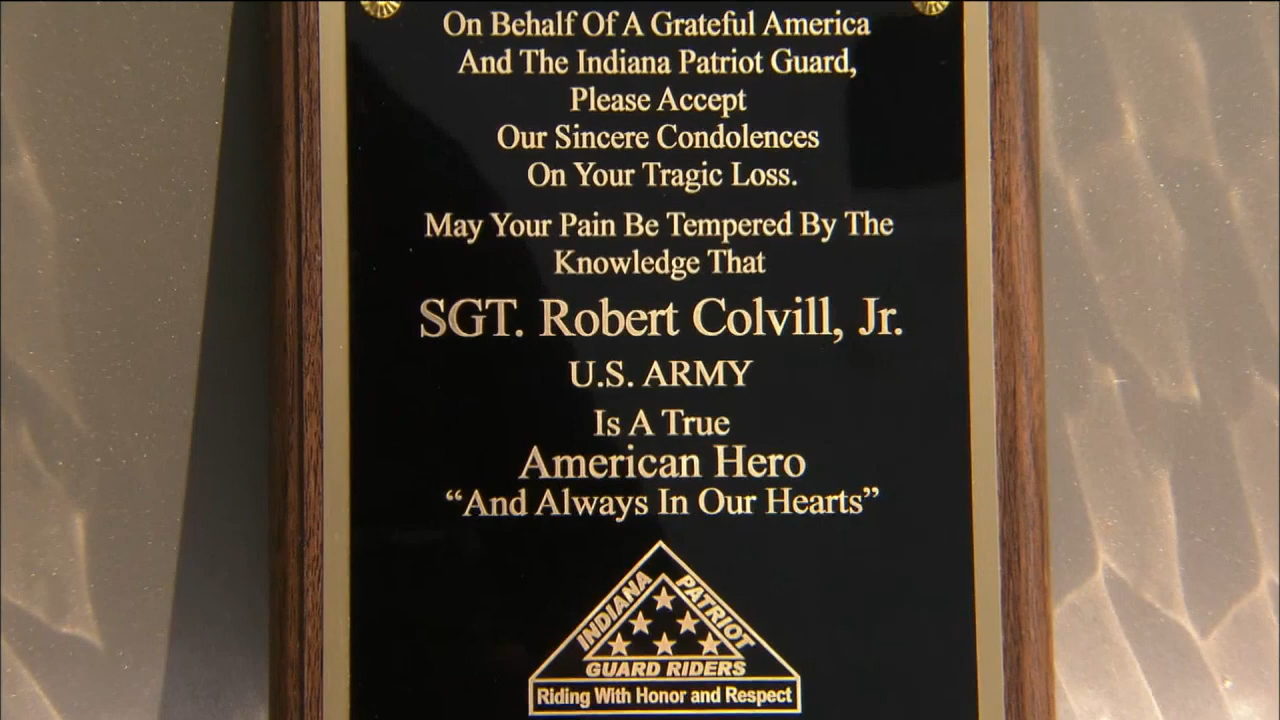 On Behalf Of A Grateful America
And The Indiana Patriot Guard,
Please Accept
Our Sincere Condolences
On Your Tragic Loss.
May Your Pain Be Tempered By The
Knowledge That
SGT. Robert Colvill, Jr.
U.S. ARMY
Is A True
American Hero
“And Always In Our Hearts”
INDIANA PATRIOT
GUARD RIDERS
Riding With Honor and Respect